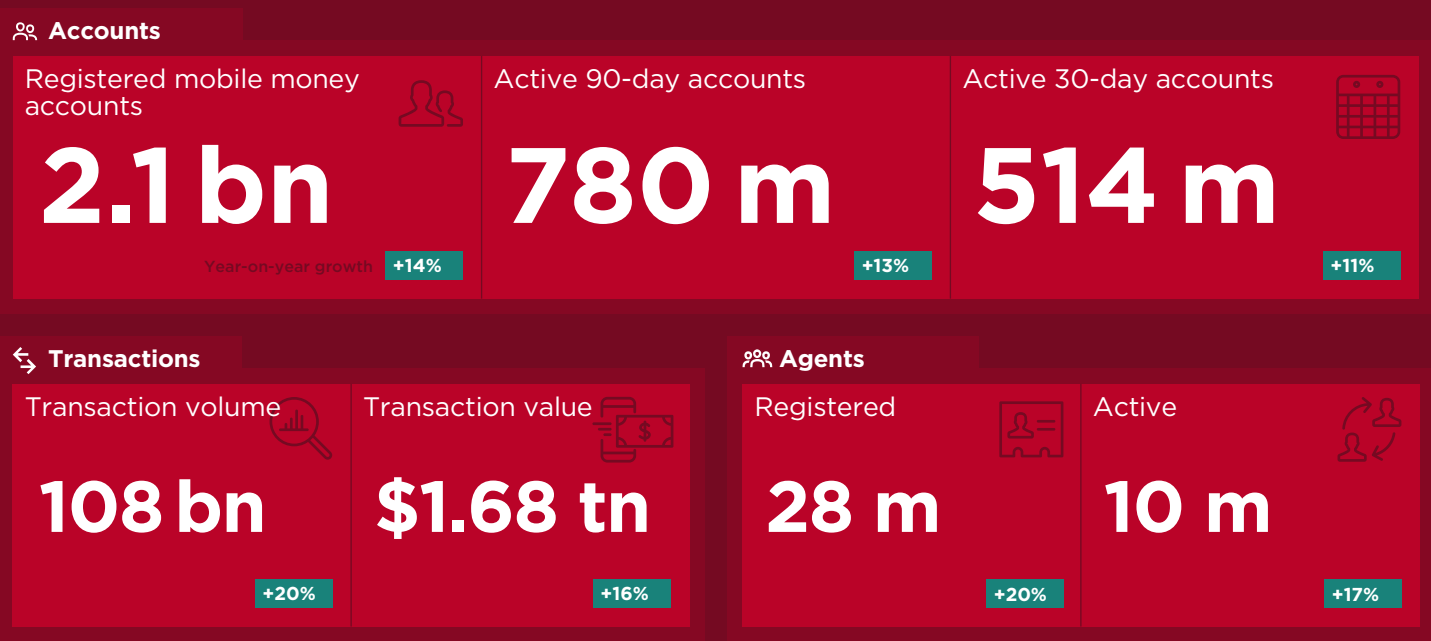 Accounts
Registered mobile money
accounts
2.1 bn
Year-on-year growth +14%
Active 90-day accounts
780 m
+13%
Active 30-day accounts
514 m
+11%
Transactions
Transaction volume
108 bn
+20%
Transaction value
$
$1.68 tn
+16%
Agents
Registered
28 m
+20%
Active
10 m
+17%